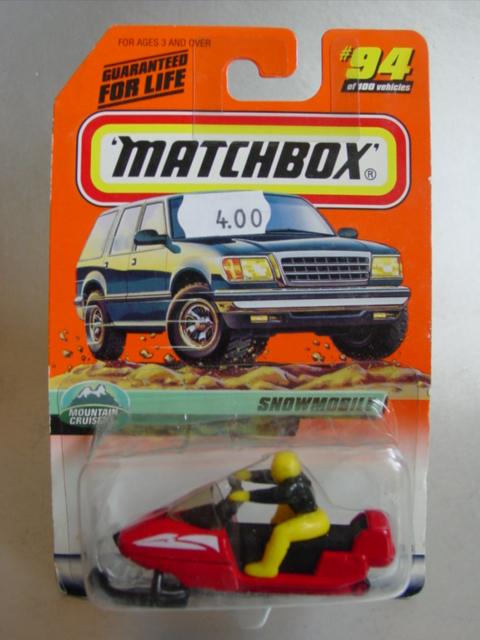 FOR AGES 3 AND OVER
GUARANTEED
FOR LIFE
#94
of 100 vehicles
'MATCHBOX'®
4.00
SNOWMOBILE
MOUNTAIN
CRUISERS